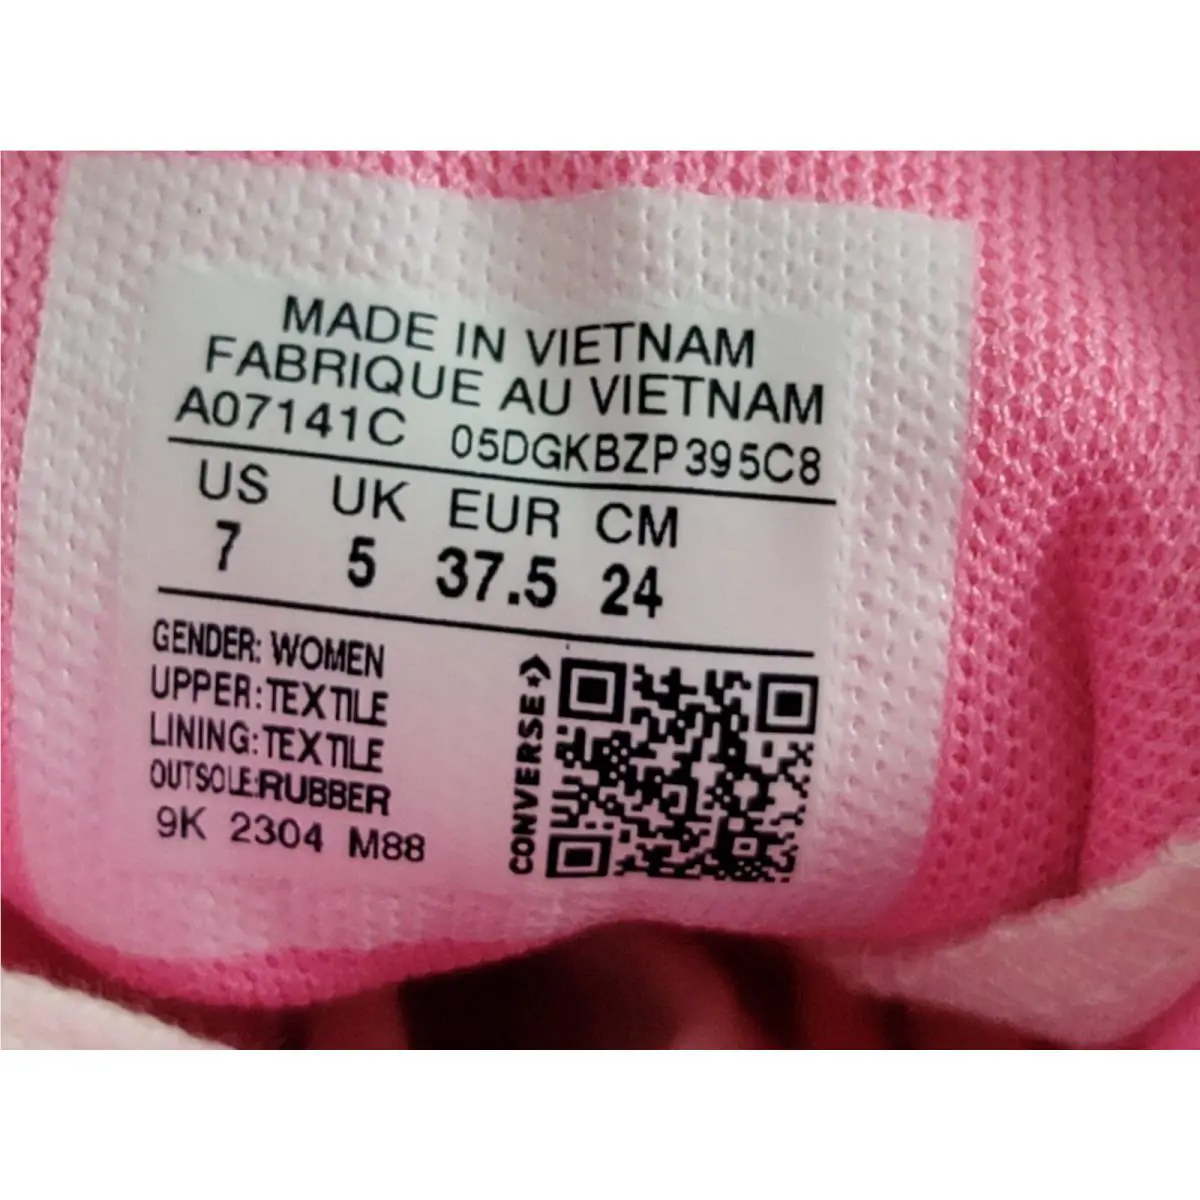 MADE IN VIETNAM
FABRIQUE AU VIETNAM
A07141C 05DGKBZP395C8
US UK EUR CM
7 5 37.5 24
GENDER: WOMEN
UPPER: TEXTILE
LINING: TEXTILE
OUTSOLE: RUBBER
9K 2304 M88
CONVERSE